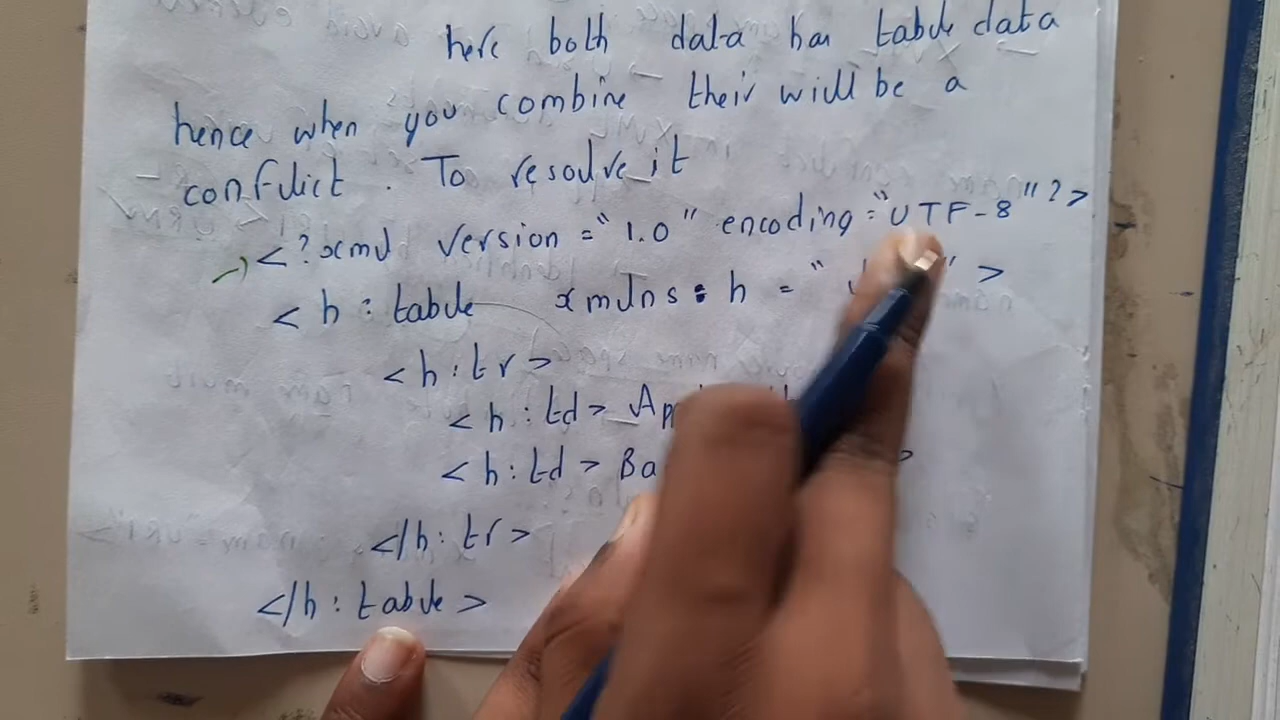 here both data has table data
hence when you combine their will be a
conflict. To resolve it
<?xml version="1.0" encoding="UTF-8"?>
<h:table xmlns:h = " ">
<h:tr>
<h:td>
<h:td>
</h:tr>
</h:table>